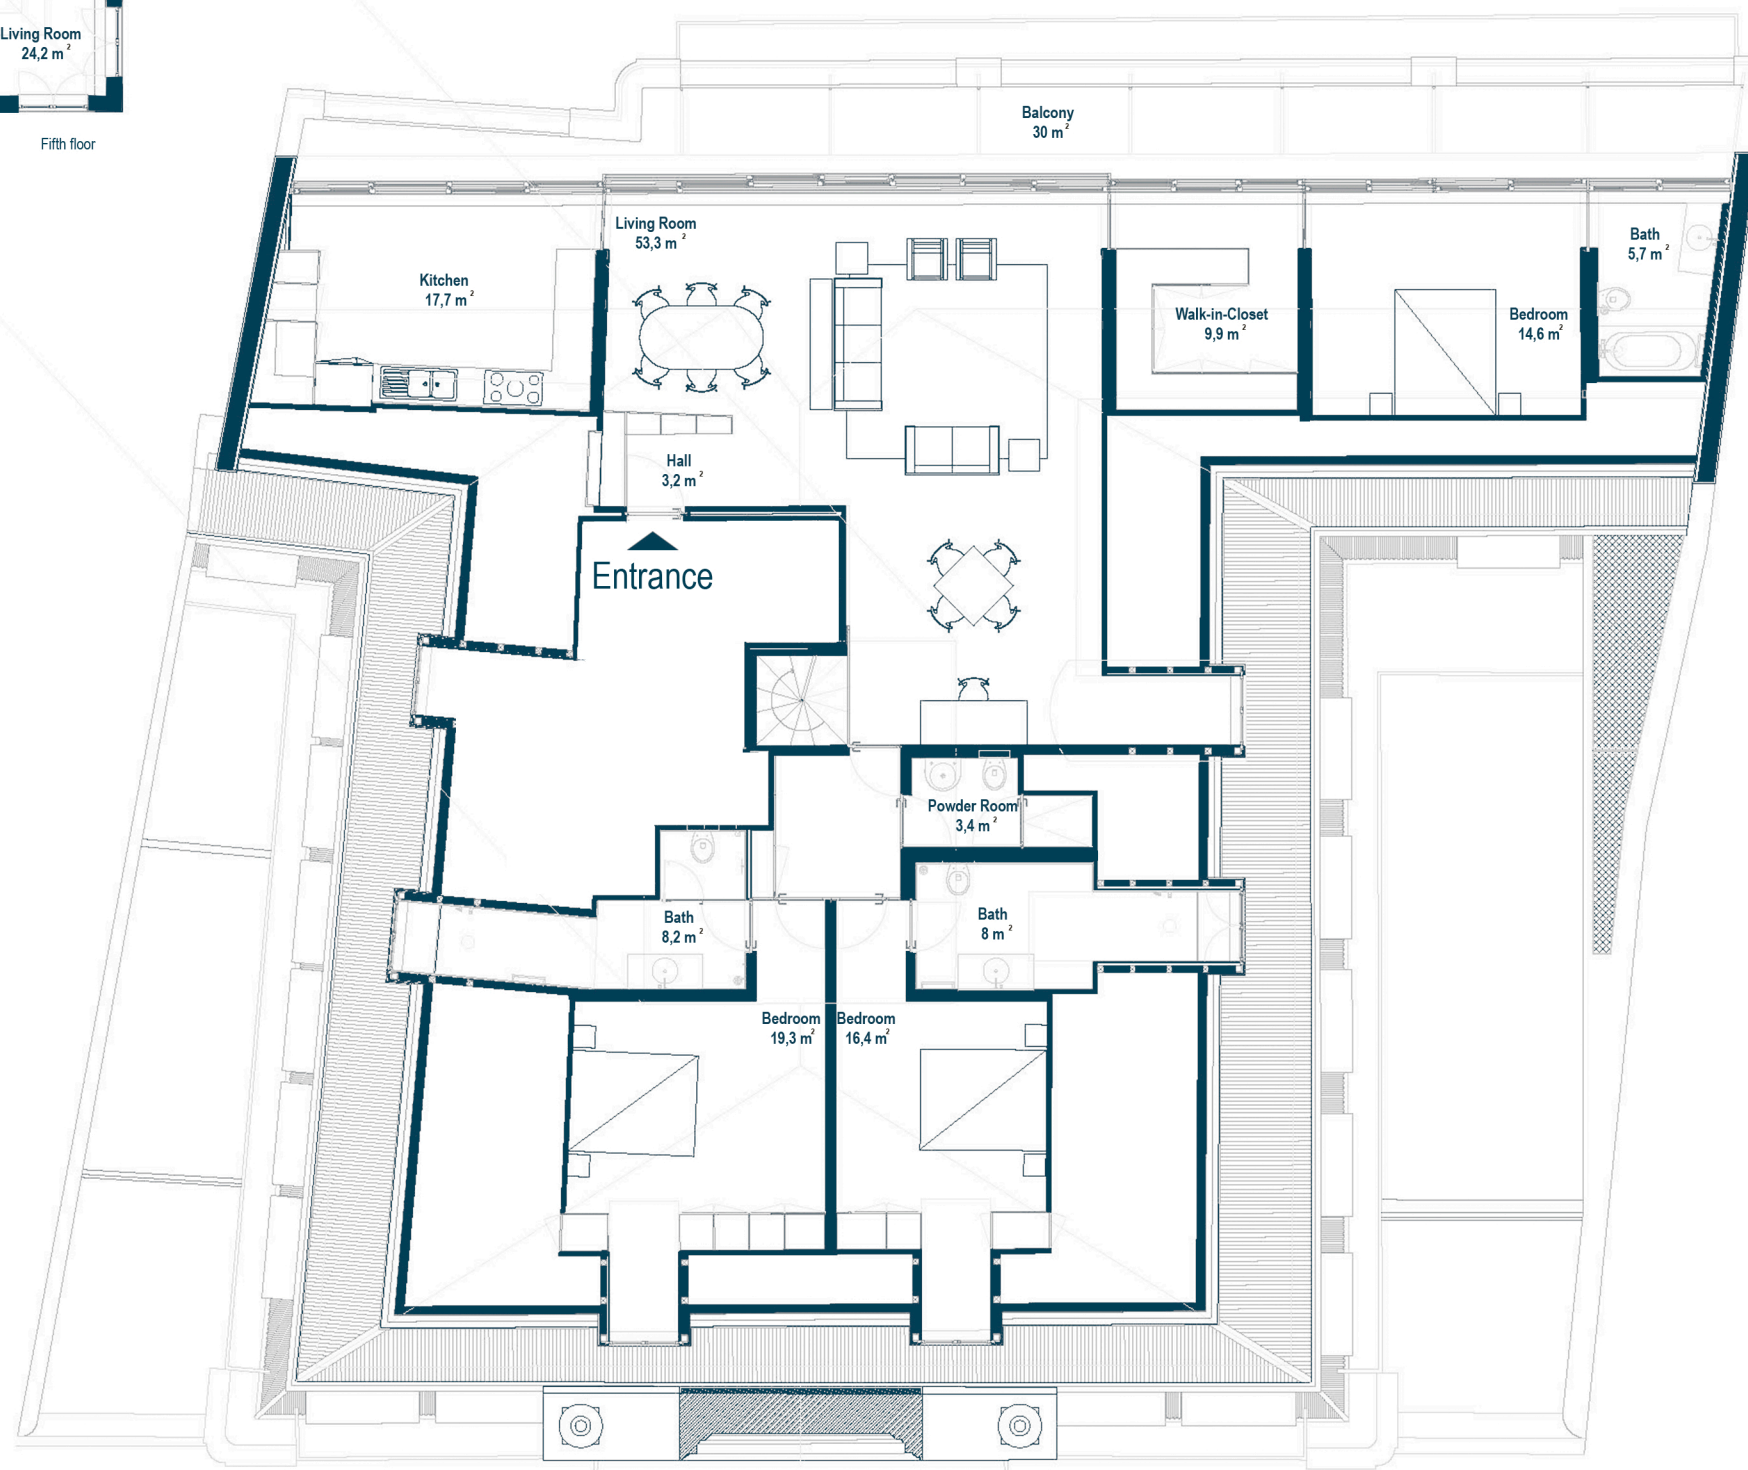 Living Room
24,2 m²
Fifth floor
Balcony
30 m²
Living Room
53,3 m²
Kitchen
17,7 m²
Walk-in-Closet
9,9 m²
Bedroom
14,6 m²
Bath
5,7 m²
Hall
3,2 m²
Entrance
Powder Room
3,4 m²
Bath
8,2 m²
Bath
8 m²
Bedroom
19,3 m²
Bedroom
16,4 m²